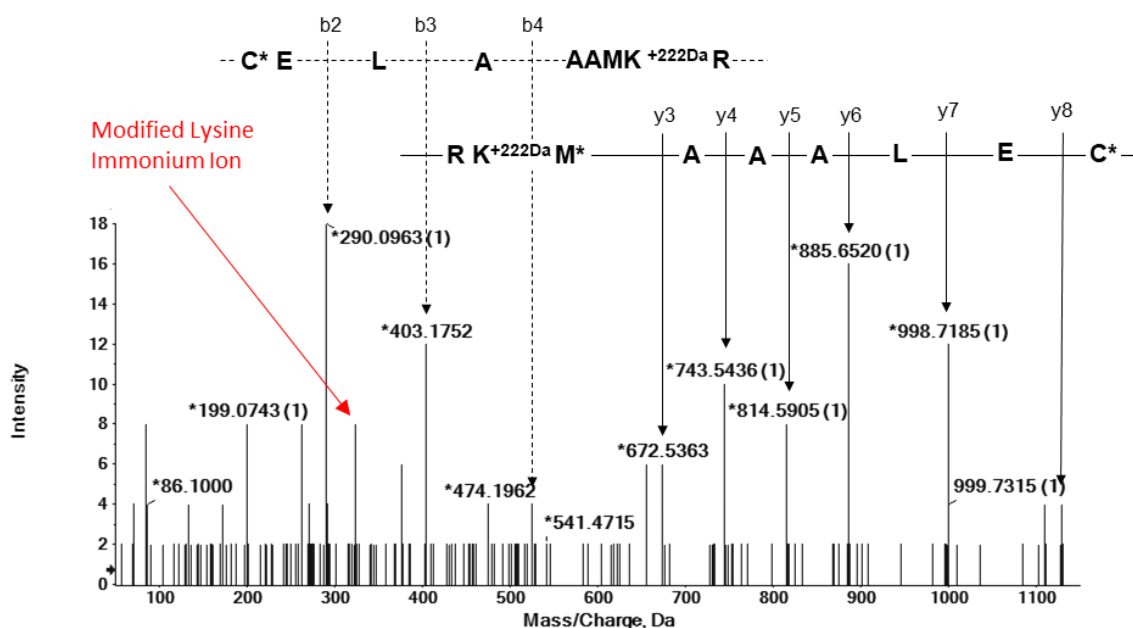 b2 b3 b4
C* E L A AAMK +222Da R
Modified Lysine
Immonium Ion
y3 y4 y5 y6 y7 y8
R K+222Da M* A A A L E C*
18
*290.0963 (1)
16
*885.6520 (1)
14
*403.1752
*998.7185 (1)
12
*743.5436 (1)
10
*199.0743 (1)
*814.5905 (1)
8
*672.5363
6
*86.1000
*474.1962
999.7315 (1)
4
*541.4715
2
0
Intensity
100 200 300 400 500 600 700 800 900 1000 1100
Mass/Charge, Da